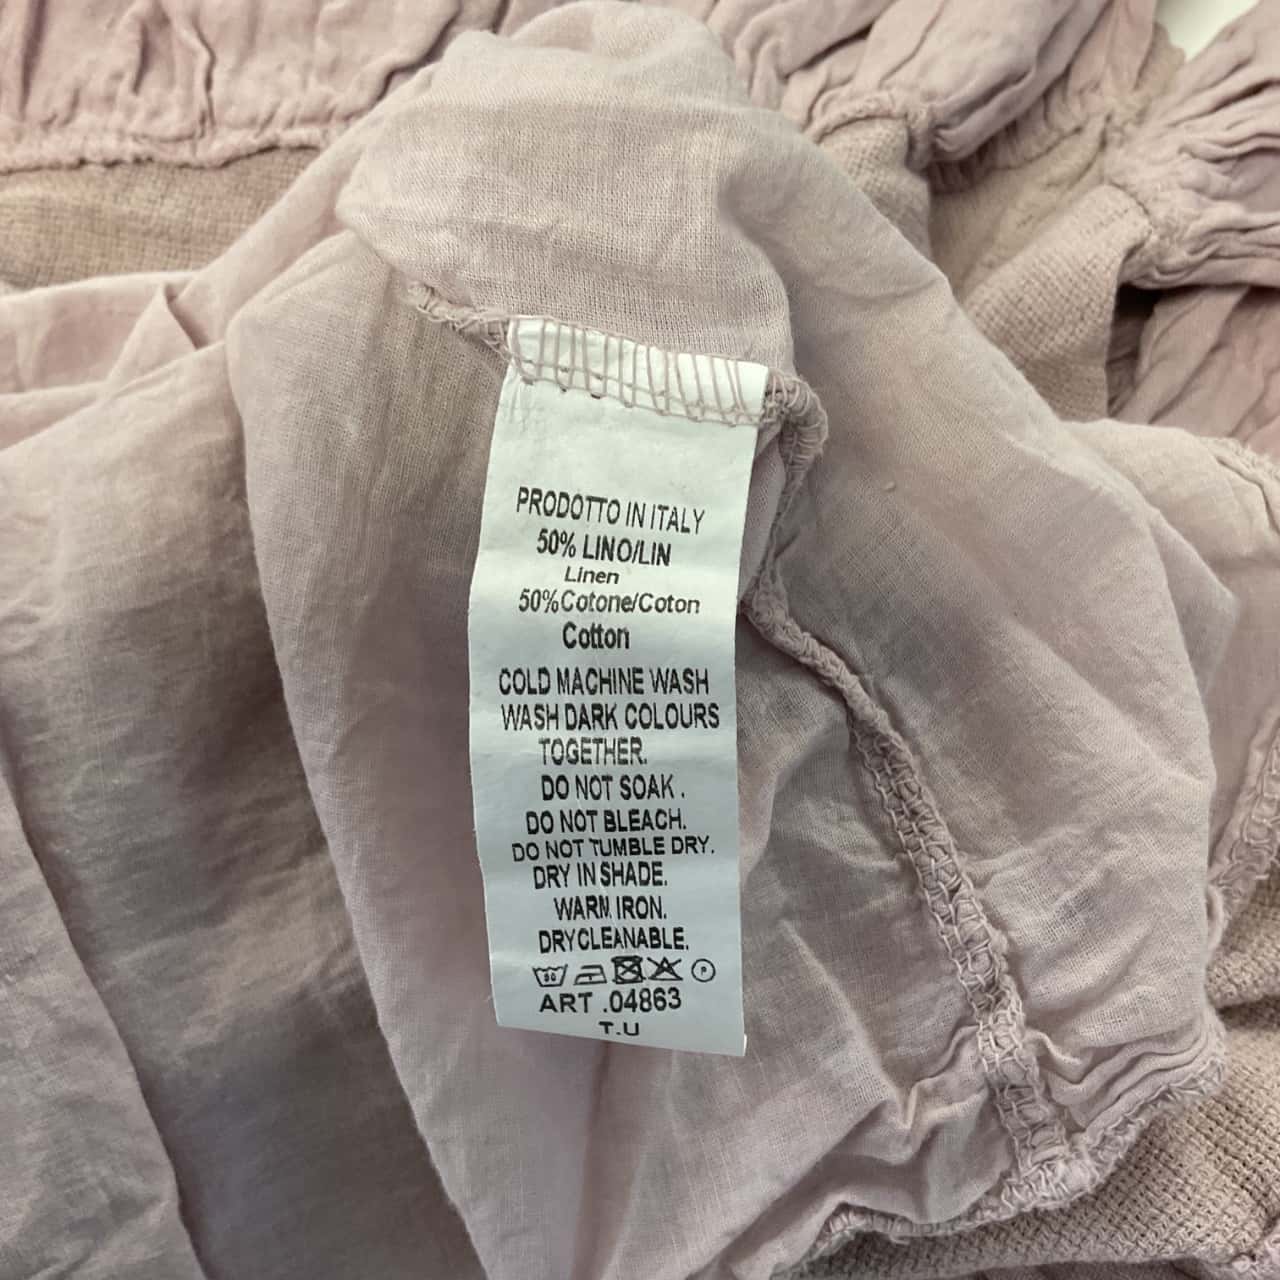 PRODOTTO IN ITALY
50% LINO/LIN
Linen
50%Cotone/Coton
Cotton
COLD MACHINE WASH
WASH DARK COLOURS
TOGETHER.
DO NOT SOAK .
DO NOT BLEACH.
DO NOT TUMBLE DRY.
DRY IN SHADE.
WARM IRON.
DRYCLEANABLE.
30 P
ART .04863
T.U